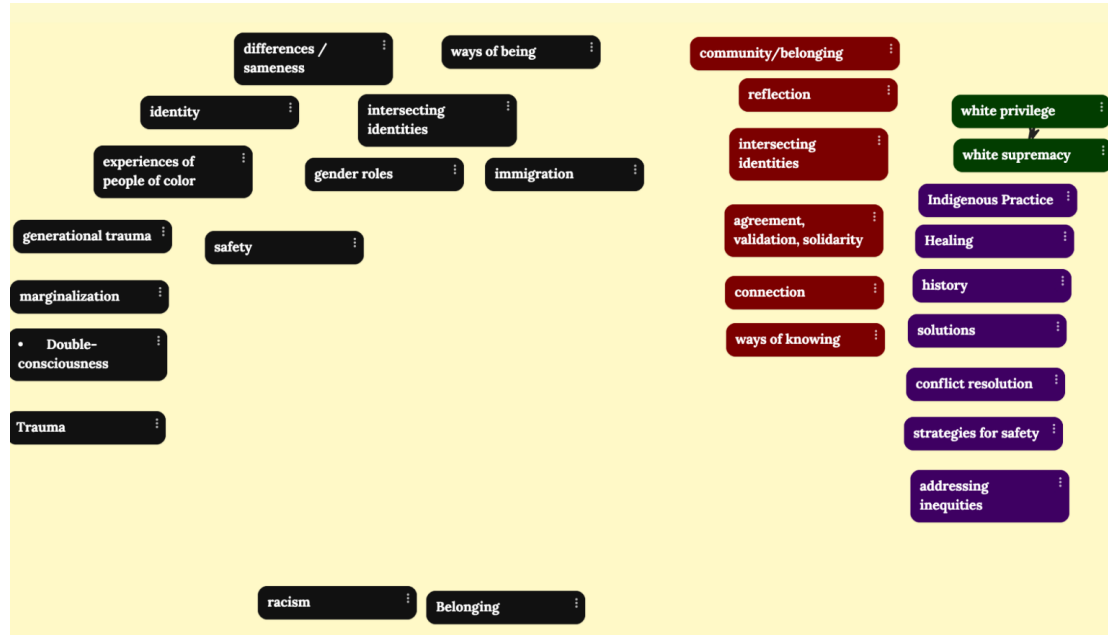 differences /
sameness
ways of being
identity
intersecting
identities
experiences of
people of color
gender roles
immigration
generational trauma
safety
marginalization
• Double-
consciousness
Trauma
racism
Belonging
community/belonging
reflection
intersecting
identities
agreement,
validation, solidarity
connection
ways of knowing
white privilege
white supremacy
Indigenous Practice
Healing
history
solutions
conflict resolution
strategies for safety
addressing
inequities